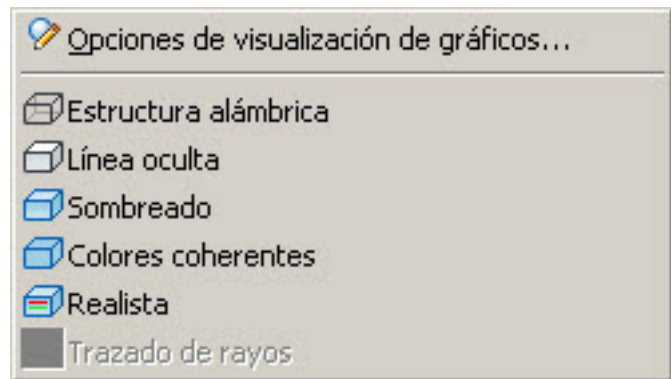 Opciones de visualización de gráficos...
Estructura alámbrica
Línea oculta
Sombreado
Colores coherentes
Realista
Trazado de rayos